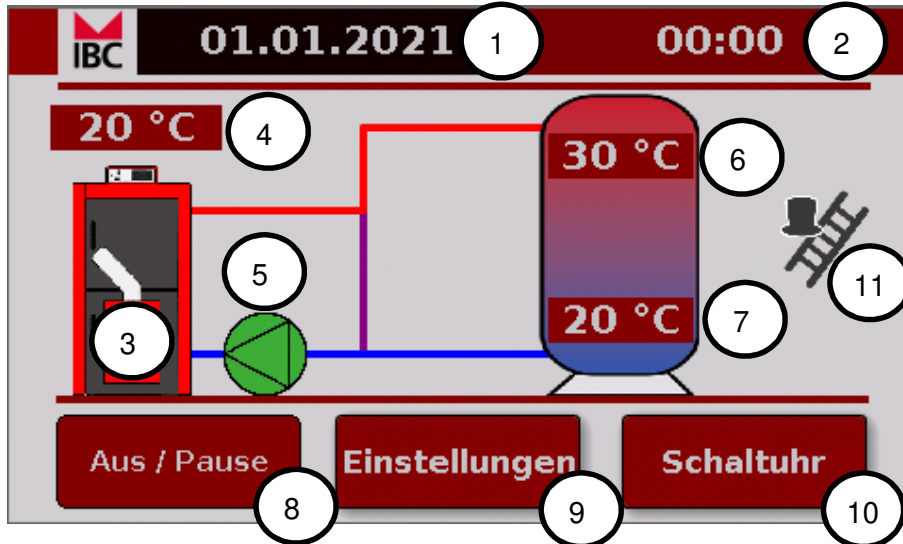 IBC
01.01.2021
1
00:00
2
20 °C
4
30 °C
6
5
11
3
20 °C
7
Aus / Pause
8
Einstellungen
9
Schaltuhr
10